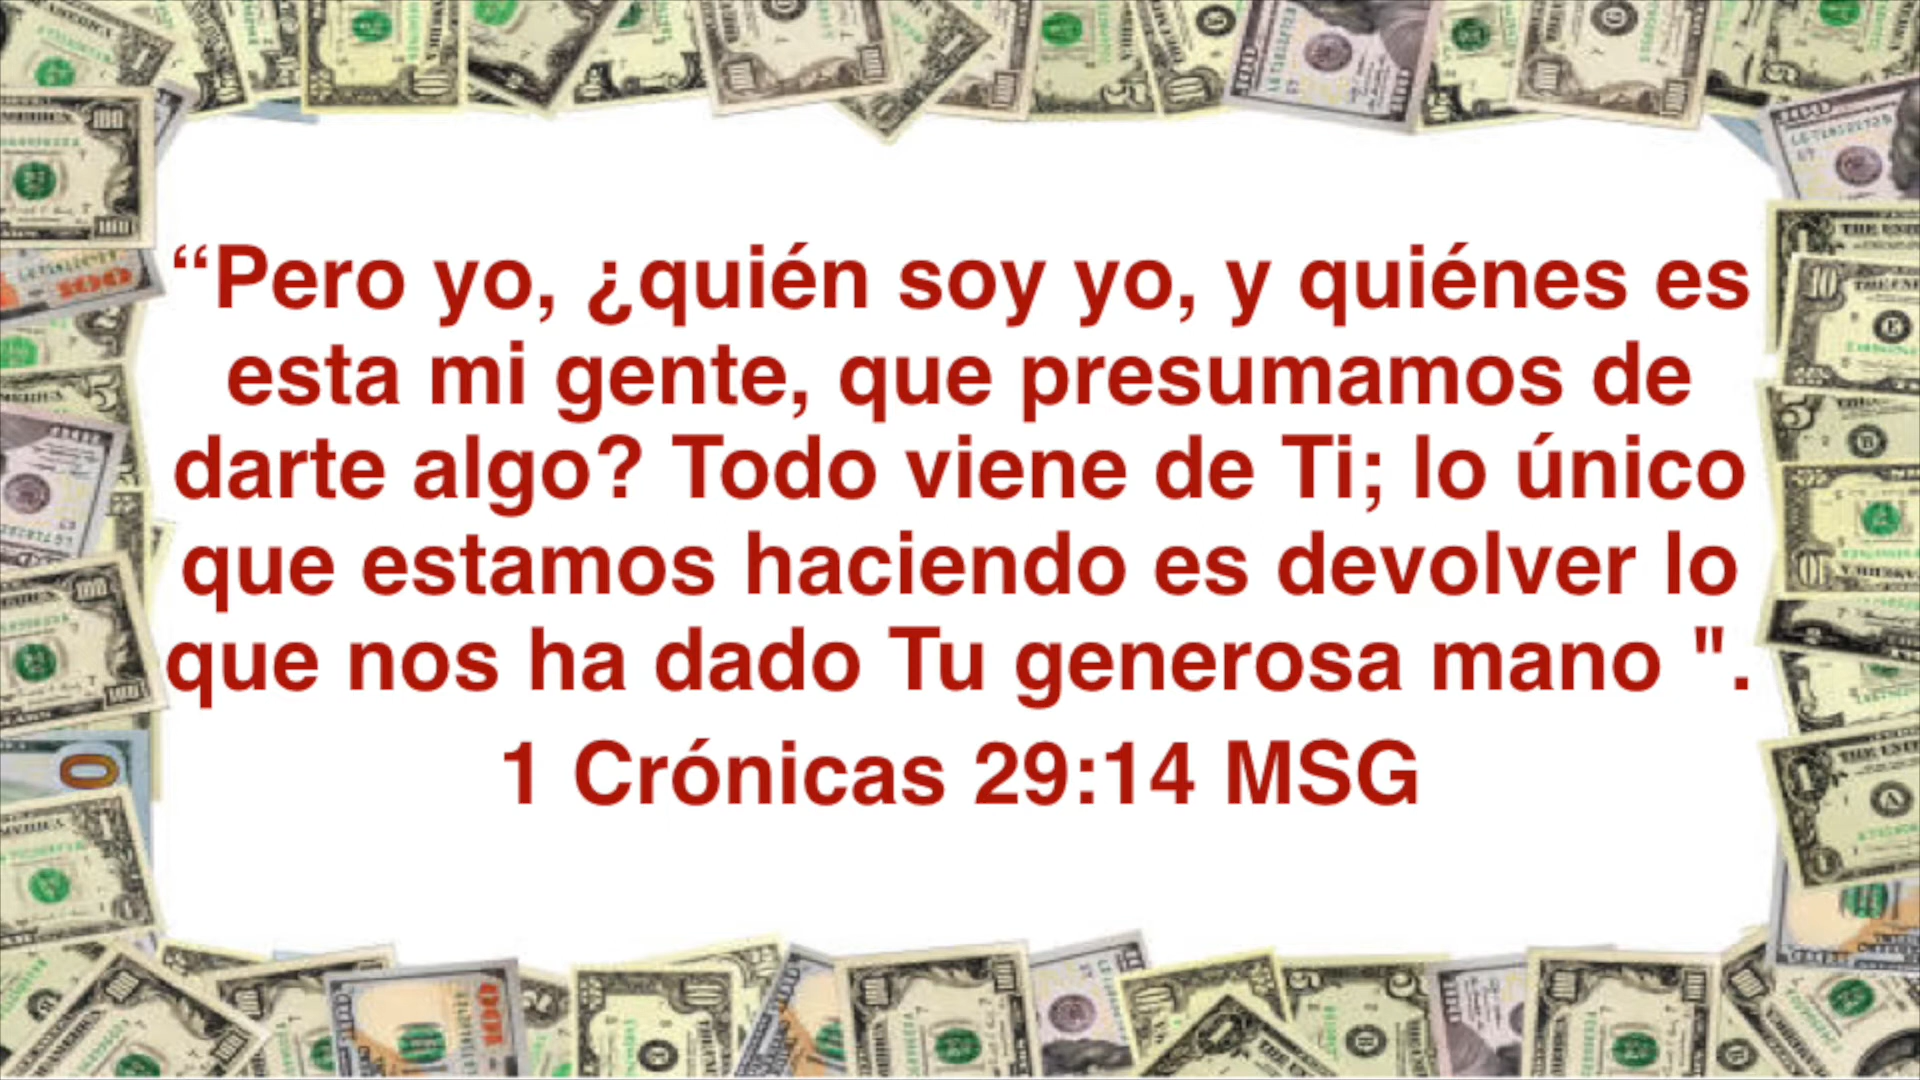 “Pero yo, ¿quién soy yo, y quiénes es
esta mi gente, que presumamos de
darte algo? Todo viene de Ti; lo único
que estamos haciendo es devolver lo
que nos ha dado Tu generosa mano ".
1 Crónicas 29:14 MSG